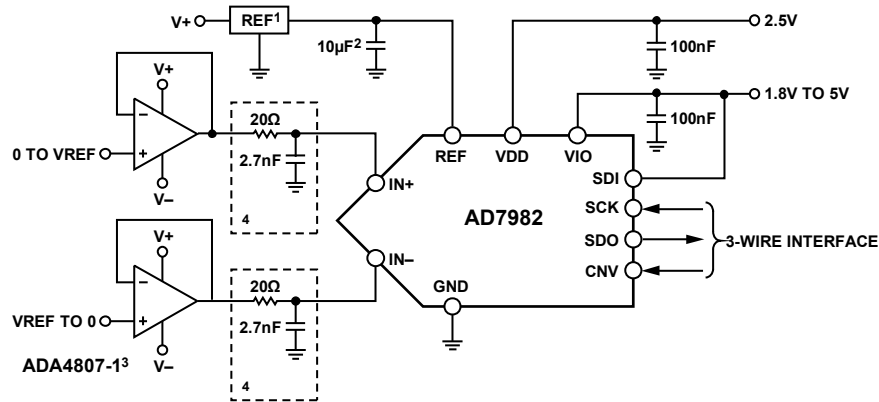 V+
REF1
10µF2
100nF
2.5V
V+
100nF
1.8V TO 5V
–
+
0 TO VREF
V–
20Ω
2.7nF
4
REF
VDD
VIO
IN+
SDI
AD7982
SCK
SDO
3-WIRE INTERFACE
CNV
IN–
GND
V+
–
+
VREF TO 0
V–
ADA4807-13
20Ω
2.7nF
4